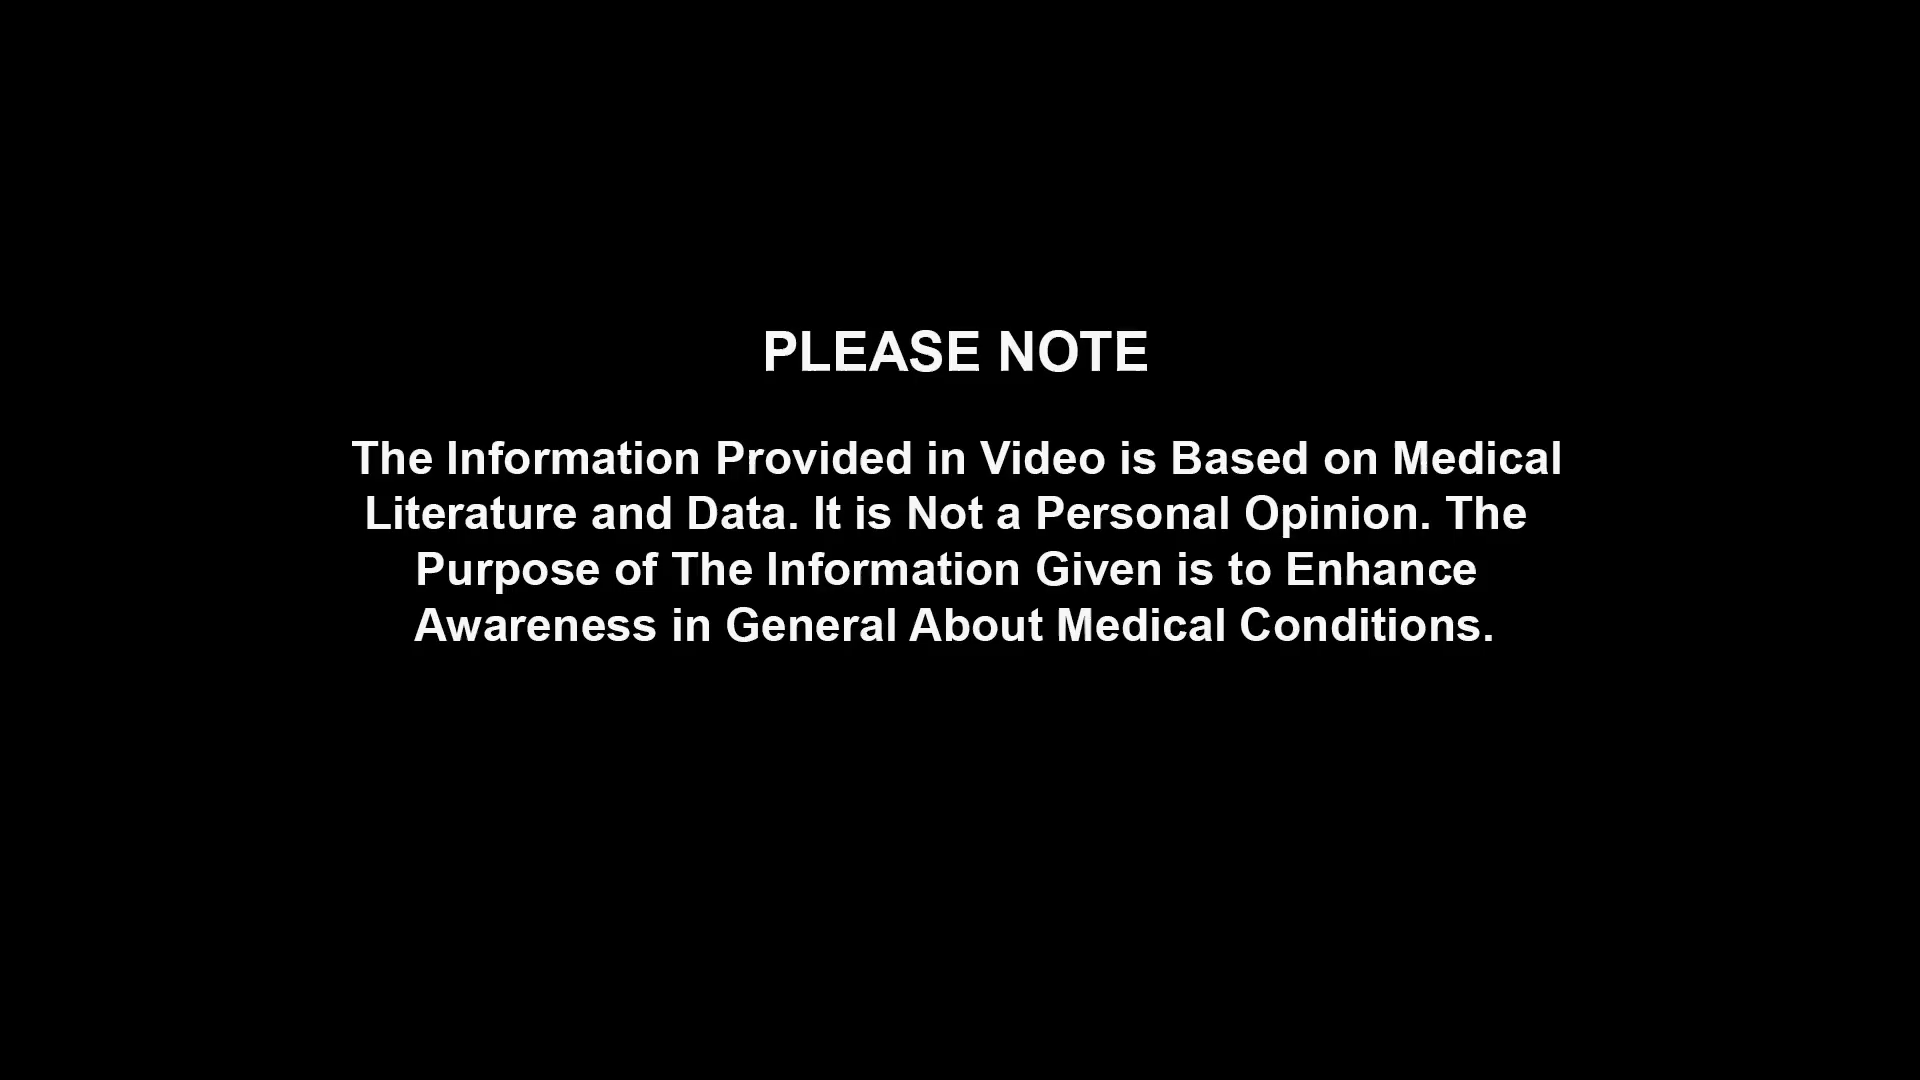 PLEASE NOTE
The Information Provided in Video is Based on Medical
Literature and Data. It is Not a Personal Opinion. The
Purpose of The Information Given is to Enhance
Awareness in General About Medical Conditions.